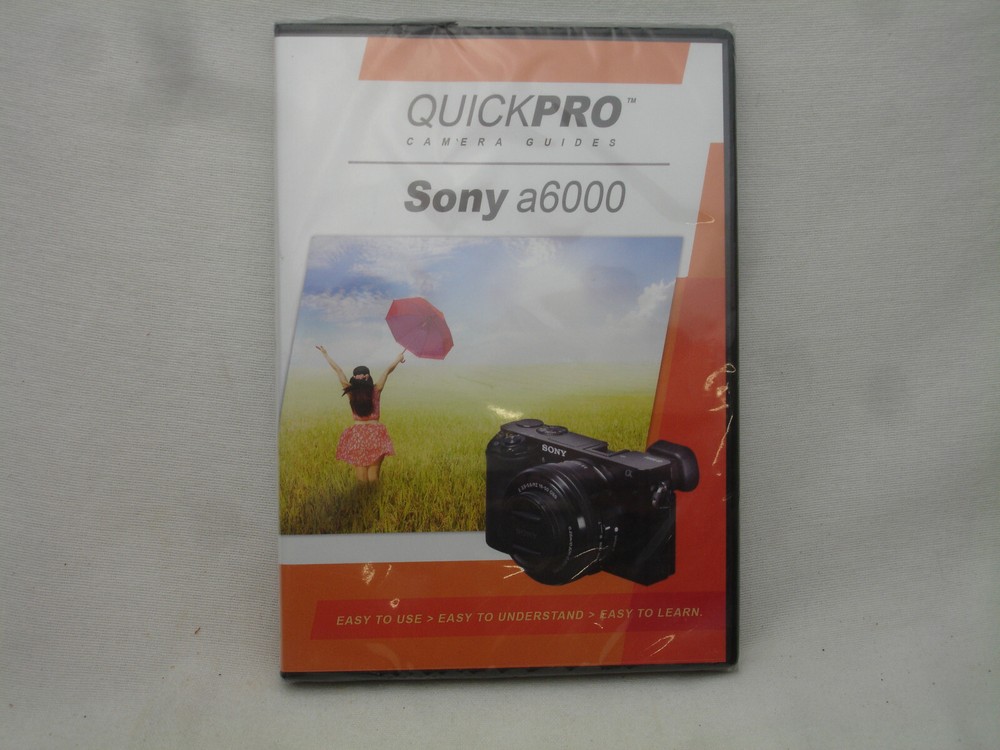 QUICKPRO™
CAMERA GUIDES
Sony a6000
SONY
EASY TO USE > EASY TO UNDERSTAND > EASY TO LEARN.